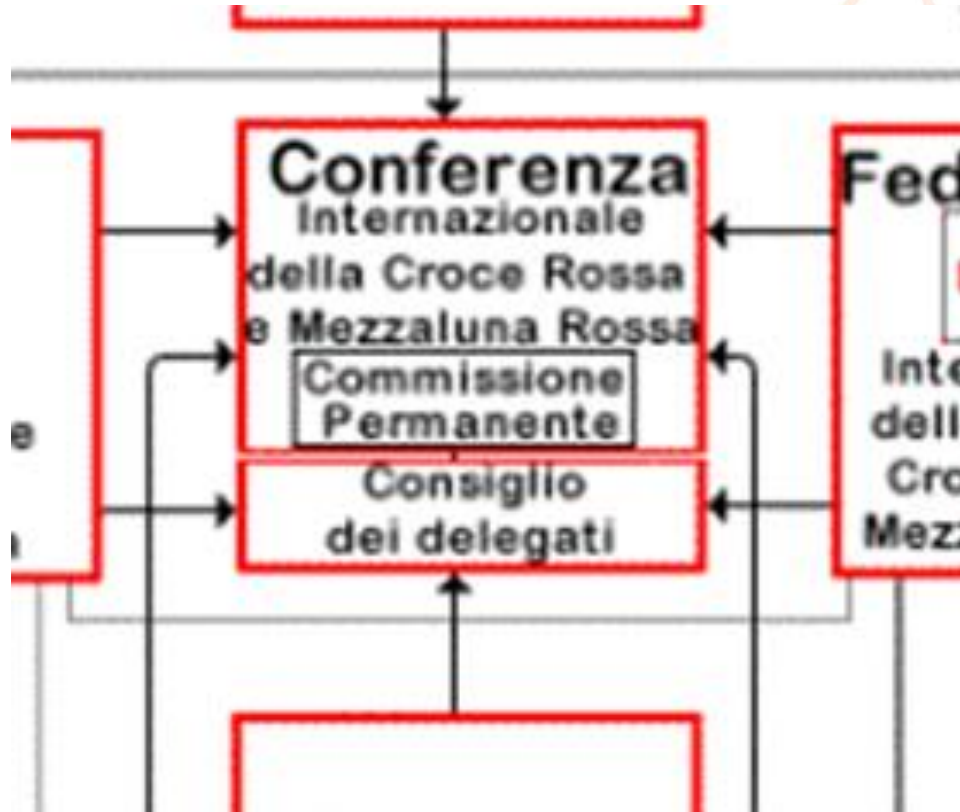 Conferenza
Internazionale
della Croce Rossa
e Mezzaluna Rossa
Commissione
Permanente
Consiglio
dei delegati
Fed
Inte
dell
Cro
Mezz
e